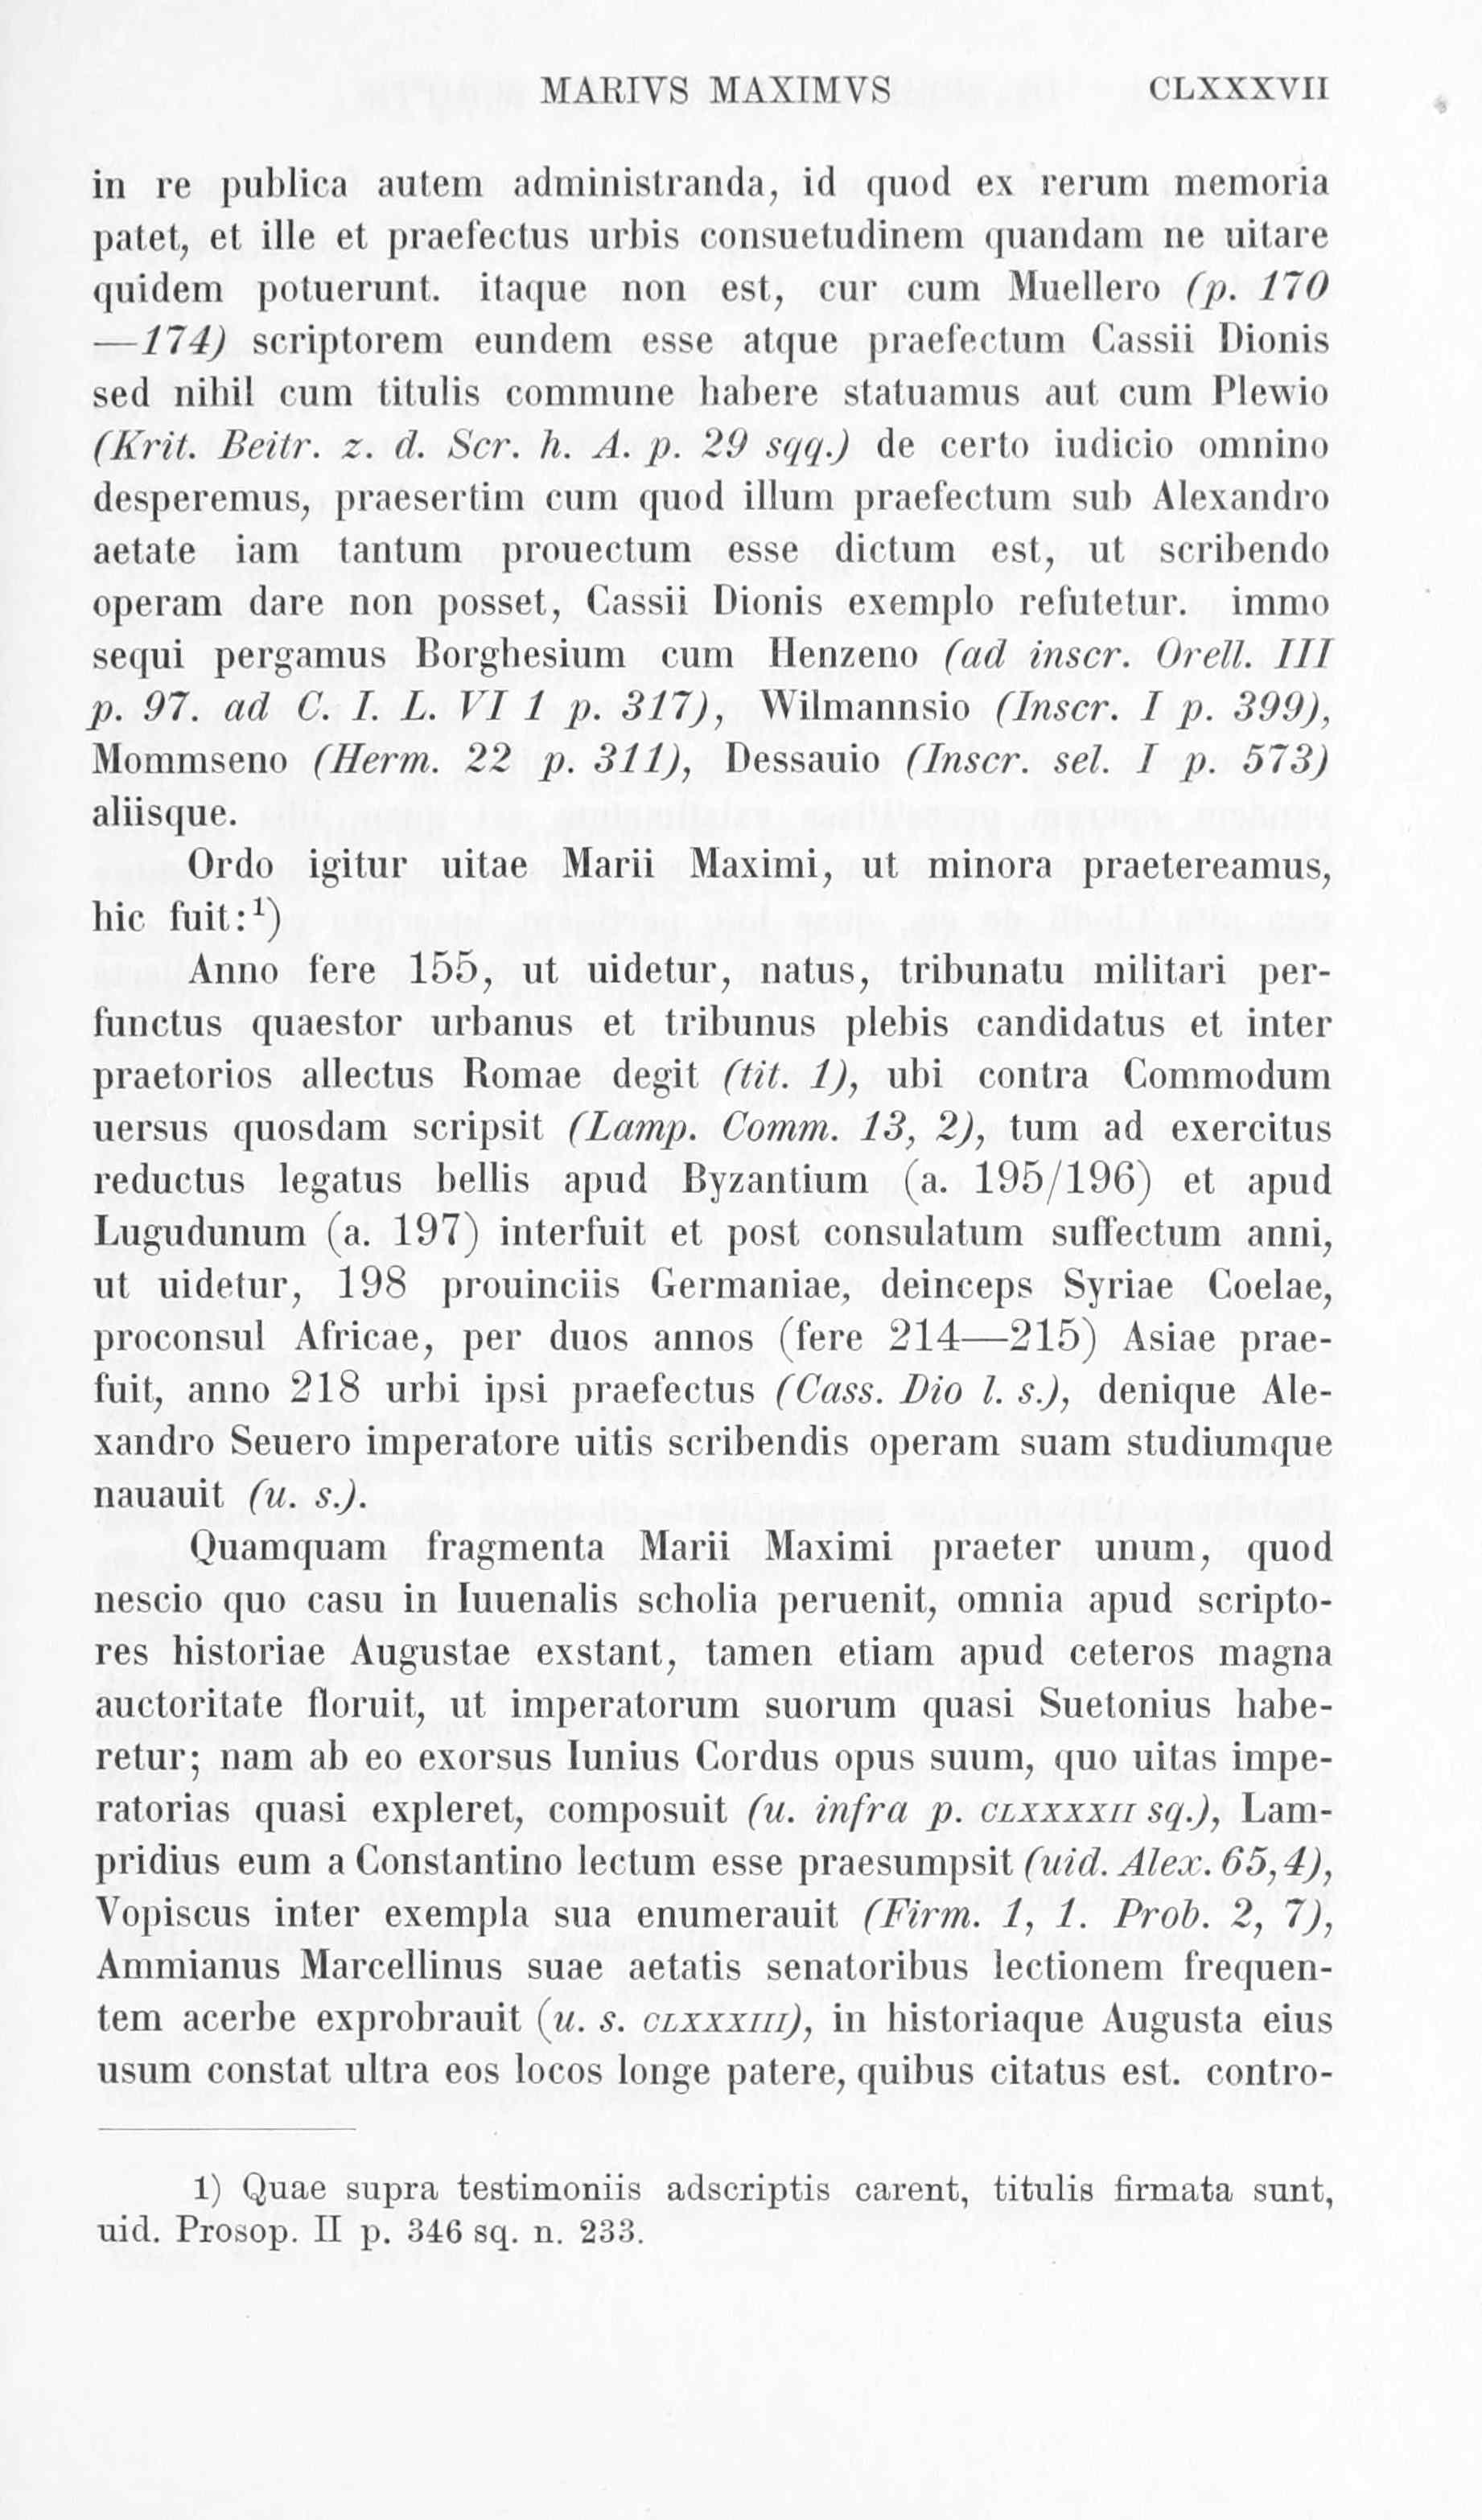 MARIVS MAXIMVS CLXXXVII
in re publica autem administranda, id quod ex rerum memoria
patet, et ille et praefectus urbis consuetudinem quandam ne uitare
quidem potuerunt. itaque non est, cur cum Muellero (p. 170
—174) scriptorem eundem esse atque praefectum Cassii Dionis
sed nihil cum titulis commune habere statuamus aut cum Plewio
(Krit. Beitr. z. d. Scr. h. A. p. 29 sqq.) de certo iudicio omnino
desperemus, praesertim cum quod illum praefectum sub Alexandro
aetate iam tantum prouectum esse dictum est, ut scribendo
operam dare non posset, Cassii Dionis exemplo refutetur. immo
sequi pergamus Borghesium cum Henzeno (ad inscr. Orell. III
p. 97. ad C. I. L. VI 1 p. 317), Wilmannsio (Inscr. I p. 399),
Mommseno (Herm. 22 p. 311), Dessauio (Inscr. sel. I p. 573)
aliisque.
Ordo igitur uitae Marii Maximi, ut minora praetereamus,
hic fuit:¹)
Anno fere 155, ut uidetur, natus, tribunatu militari per-
functus quaestor urbanus et tribunus plebis candidatus et inter
praetorios allectus Romae degit (tit. 1), ubi contra Commodum
uersus quosdam scripsit (Lamp. Comm. 13, 2), tum ad exercitus
reductus legatus bellis apud Byzantium (a. 195/196) et apud
Lugudunum (a. 197) interfuit et post consulatum suffectum anni,
ut uidetur, 198 prouinciis Germaniae, deinceps Syriae Coelae,
proconsul Africae, per duos annos (fere 214—215) Asiae prae-
fuit, anno 218 urbi ipsi praefectus (Cass. Dio l. s.), denique Ale-
xandro Seuero imperatore uitis scribendis operam suam studiumque
nauauit (u. s.).
Quamquam fragmenta Marii Maximi praeter unum, quod
nescio quo casu in Iuuenalis scholia peruenit, omnia apud scripto-
res historiae Augustae exstant, tamen etiam apud ceteros magna
auctoritate floruit, ut imperatorum suorum quasi Suetonius habe-
retur; nam ab eo exorsus Iunius Cordus opus suum, quo uitas impe-
ratorias quasi expleret, composuit (u. infra p. CLXXXXII sq.), Lam-
pridius eum a Constantino lectum esse praesumpsit (uid. Alex. 65,4),
Vopiscus inter exempla sua enumerauit (Firm. 1, 1. Prob. 2, 7),
Ammianus Marcellinus suae aetatis senatoribus lectionem frequen-
tem acerbe exprobrauit (u. s. CLXXXIII), in historiaque Augusta eius
usum constat ultra eos locos longe patere, quibus citatus est. contro-
1) Quae supra testimoniis adscriptis carent, titulis firmata sunt,
uid. Prosop. II p. 346 sq. n. 233.